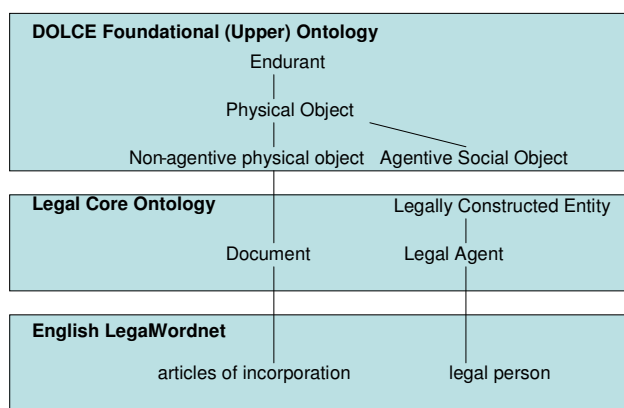 DOLCE Foundational (Upper) Ontology
Endurant
Physical Object
Non-agentive physical object Agentive Social Object
Legal Core Ontology
Legally Constructed Entity
Document Legal Agent
English LegalWordnet
articles of incorporation legal person